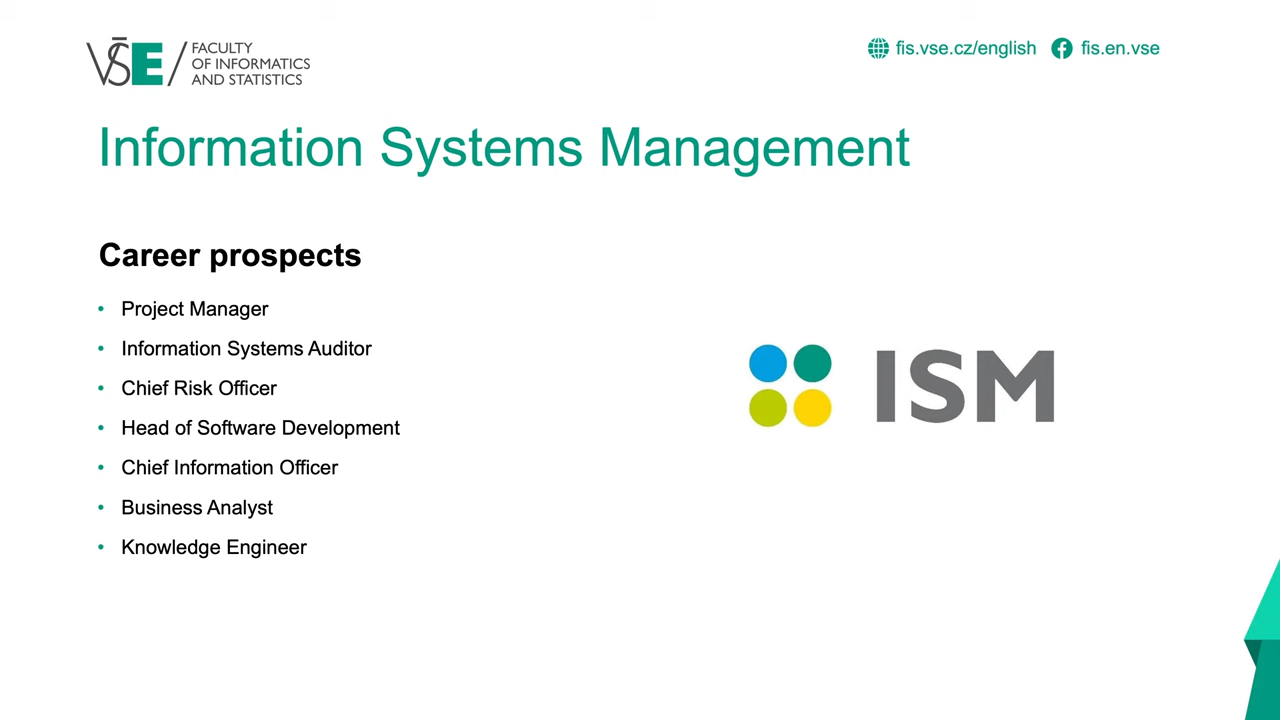 VŠE / FACULTY
OF INFORMATICS
AND STATISTICS
fis.vse.cz/english fis.en.vse
Information Systems Management
Career prospects
• Project Manager
• Information Systems Auditor
• Chief Risk Officer
• Head of Software Development
• Chief Information Officer
• Business Analyst
• Knowledge Engineer
ISM